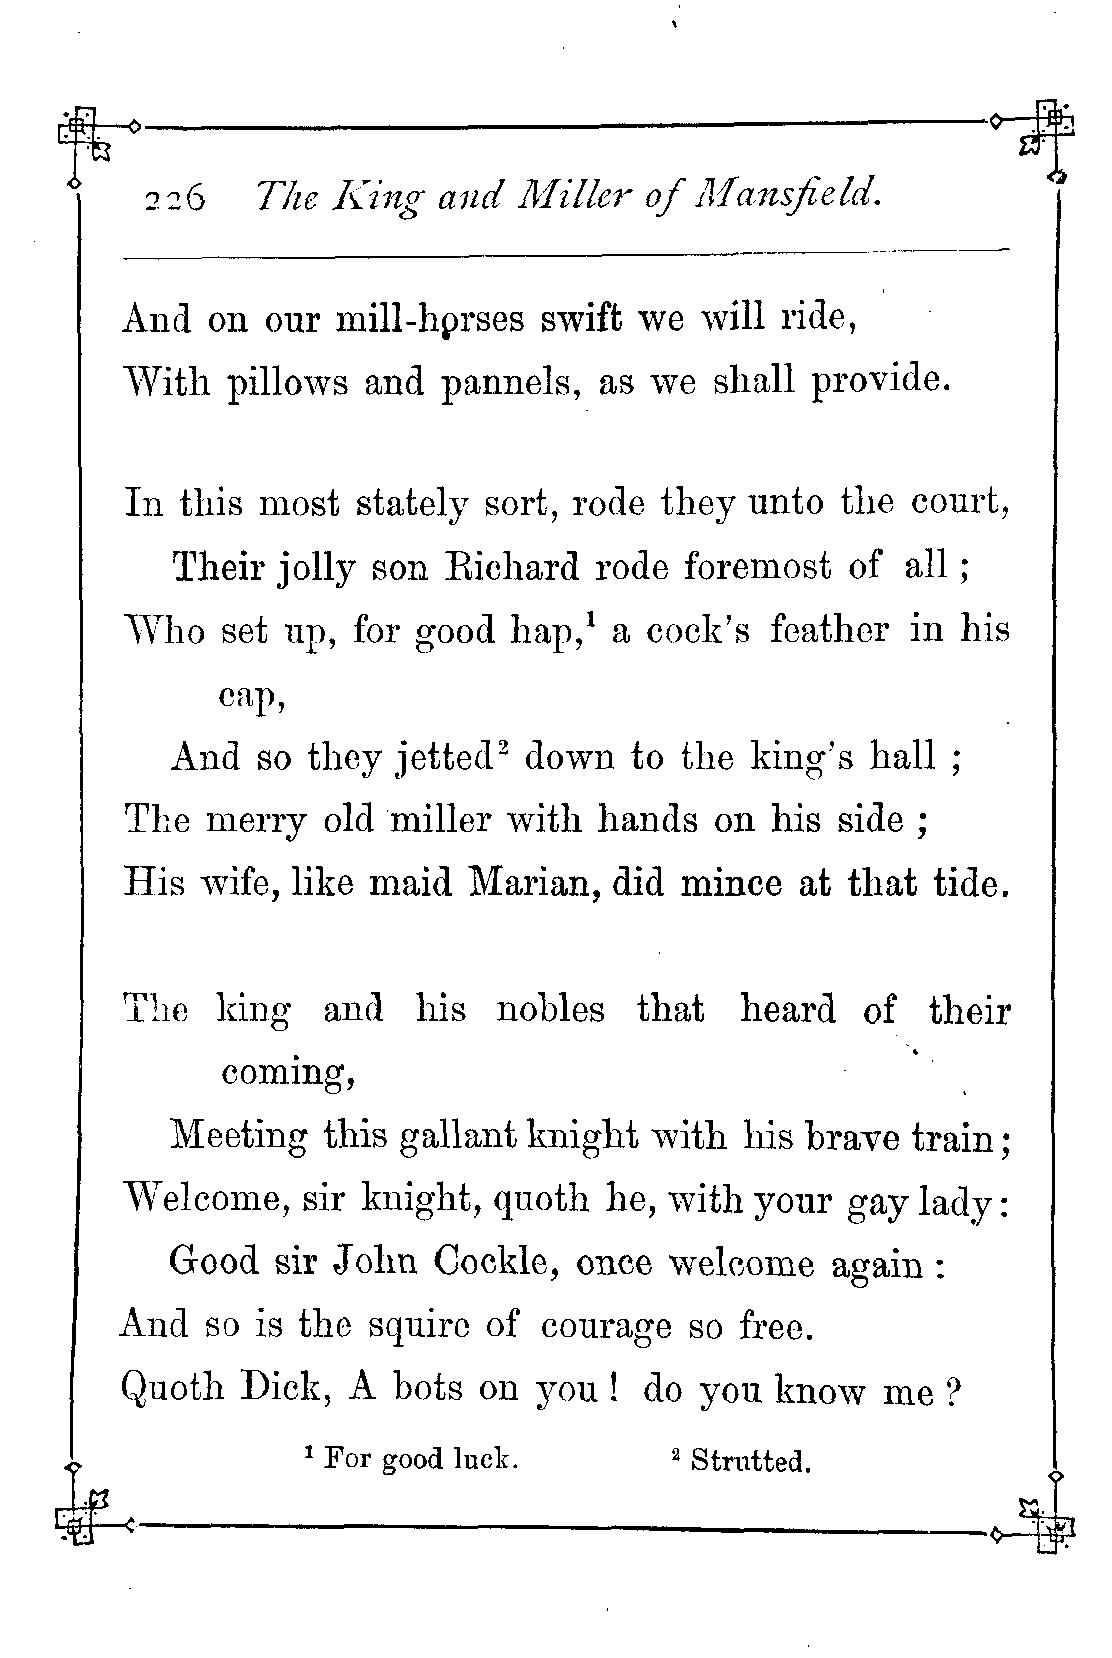 226 The King and Miller of Mansfield.
And on our mill-horses swift we will ride,
With pillows and pannels, as we shall provide.
In this most stately sort, rode they unto the court,
Their jolly son Richard rode foremost of all ;
Who set up, for good hap,¹ a cock's feather in his
cap,
And so they jetted² down to the king's hall ;
The merry old miller with hands on his side ;
His wife, like maid Marian, did mince at that tide.
The king and his nobles that heard of their
coming,
Meeting this gallant knight with his brave train ;
Welcome, sir knight, quoth he, with your gay lady :
Good sir John Cockle, once welcome again :
And so is the squire of courage so free.
Quoth Dick, A bots on you ! do you know me ?
¹ For good luck. ² Strutted.